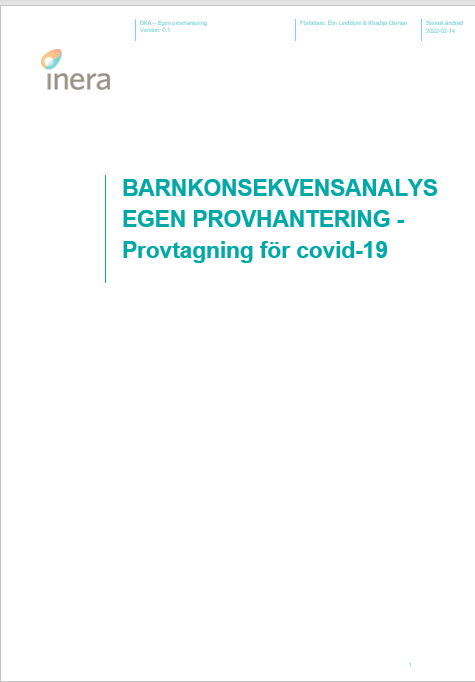 BKA – Egen provhantering
Version: 0.1
Författare: Elin Lindblom & Khadija Osman
Senast ändrad
2022-02-14
inera
BARNKONSEKVENSANALYS
EGEN PROVHANTERING -
Provtagning för covid-19
1